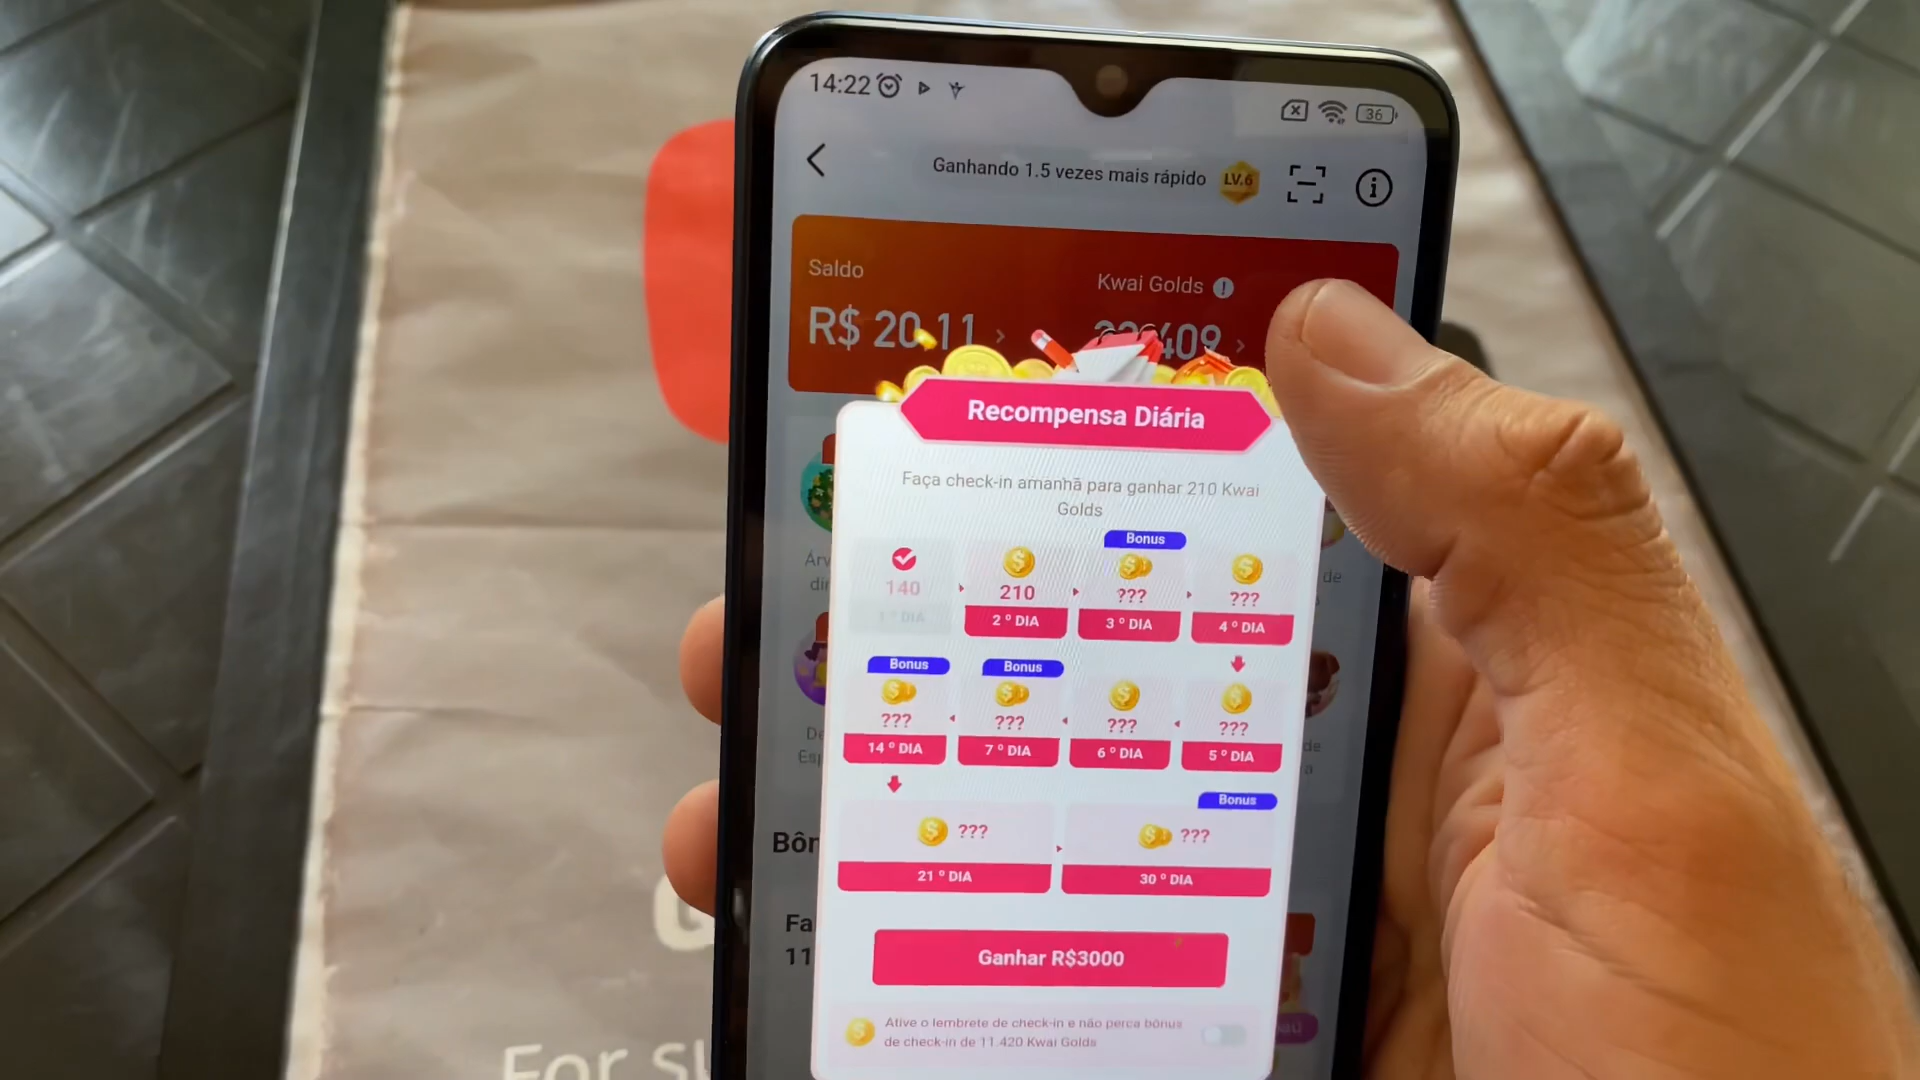 14:22
36
Ganhando 1.5 vezes mais rápido LV.6
Saldo
Kwai Golds
R$ 20,11
Recompensa Diária
Faça check-in amanhã para ganhar 210 Kwai
Golds
Bonus
140
210
???
???
1 º DIA
2 º DIA
3 º DIA
4 º DIA
Bonus
Bonus
???
???
???
???
14 º DIA
7 º DIA
6 º DIA
5 º DIA
Bonus
???
???
21 º DIA
30 º DIA
Ganhar R$3000
Ative o lembrete de check-in e não perca bônus
de check-in de 11.420 Kwai Golds
For